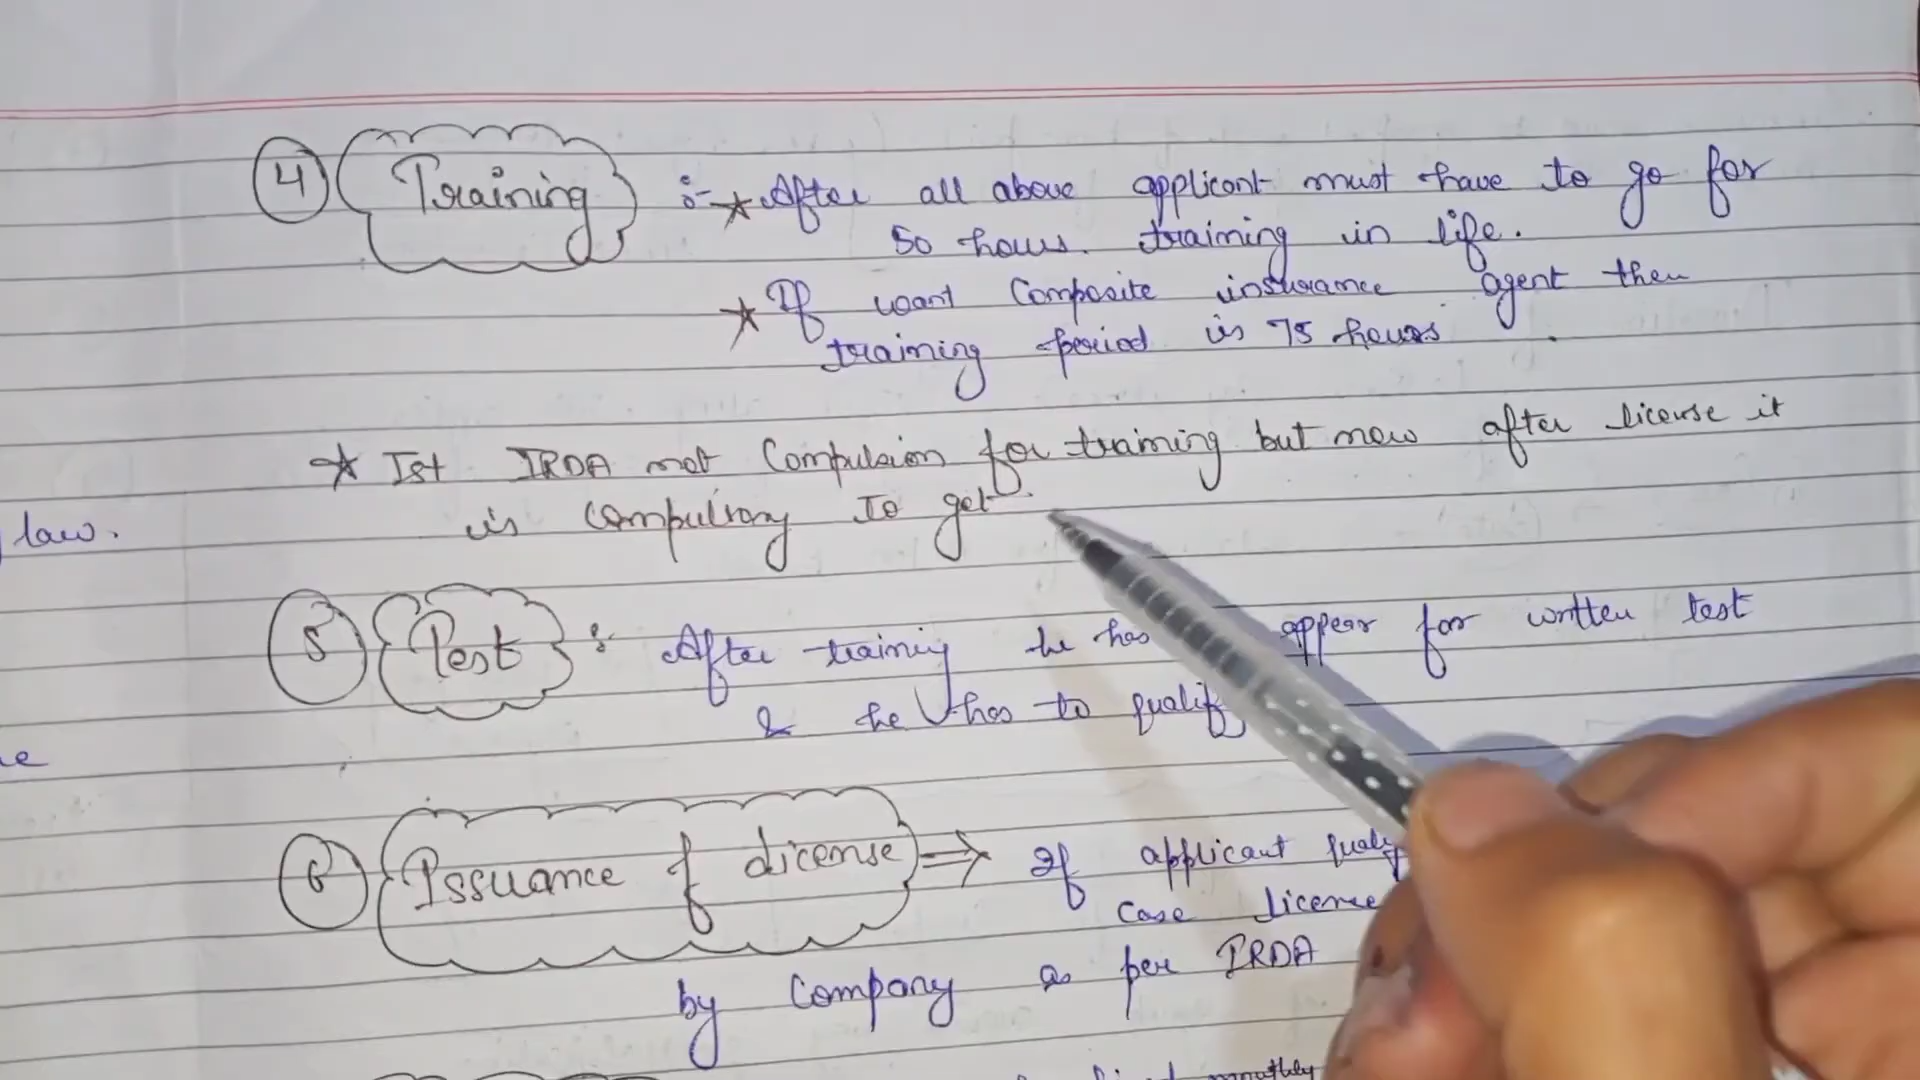 4 Training :- ★ After all above applicant must have to go for
50 hours. training in life.
★ If want Composite insurance agent then
training period is 75 hours
★ Ist IRDA not Compulsion for training but now after license it
is compulsory To get.
law.
5 Test : After training he has appear for written test
& he has to qualify
6 Issuance of License ⇒ If applicant
Case license
by Company as per IRDA
monthly